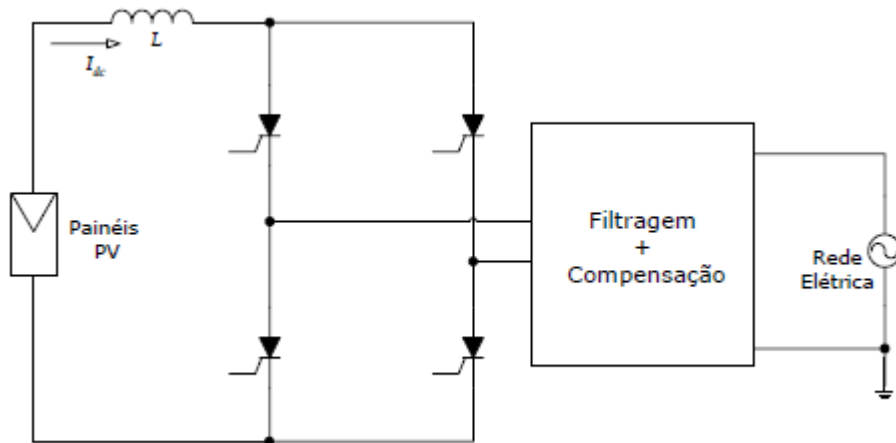 L
I_dc
Painéis
PV
Filtragem
+
Compensação
Rede
Elétrica